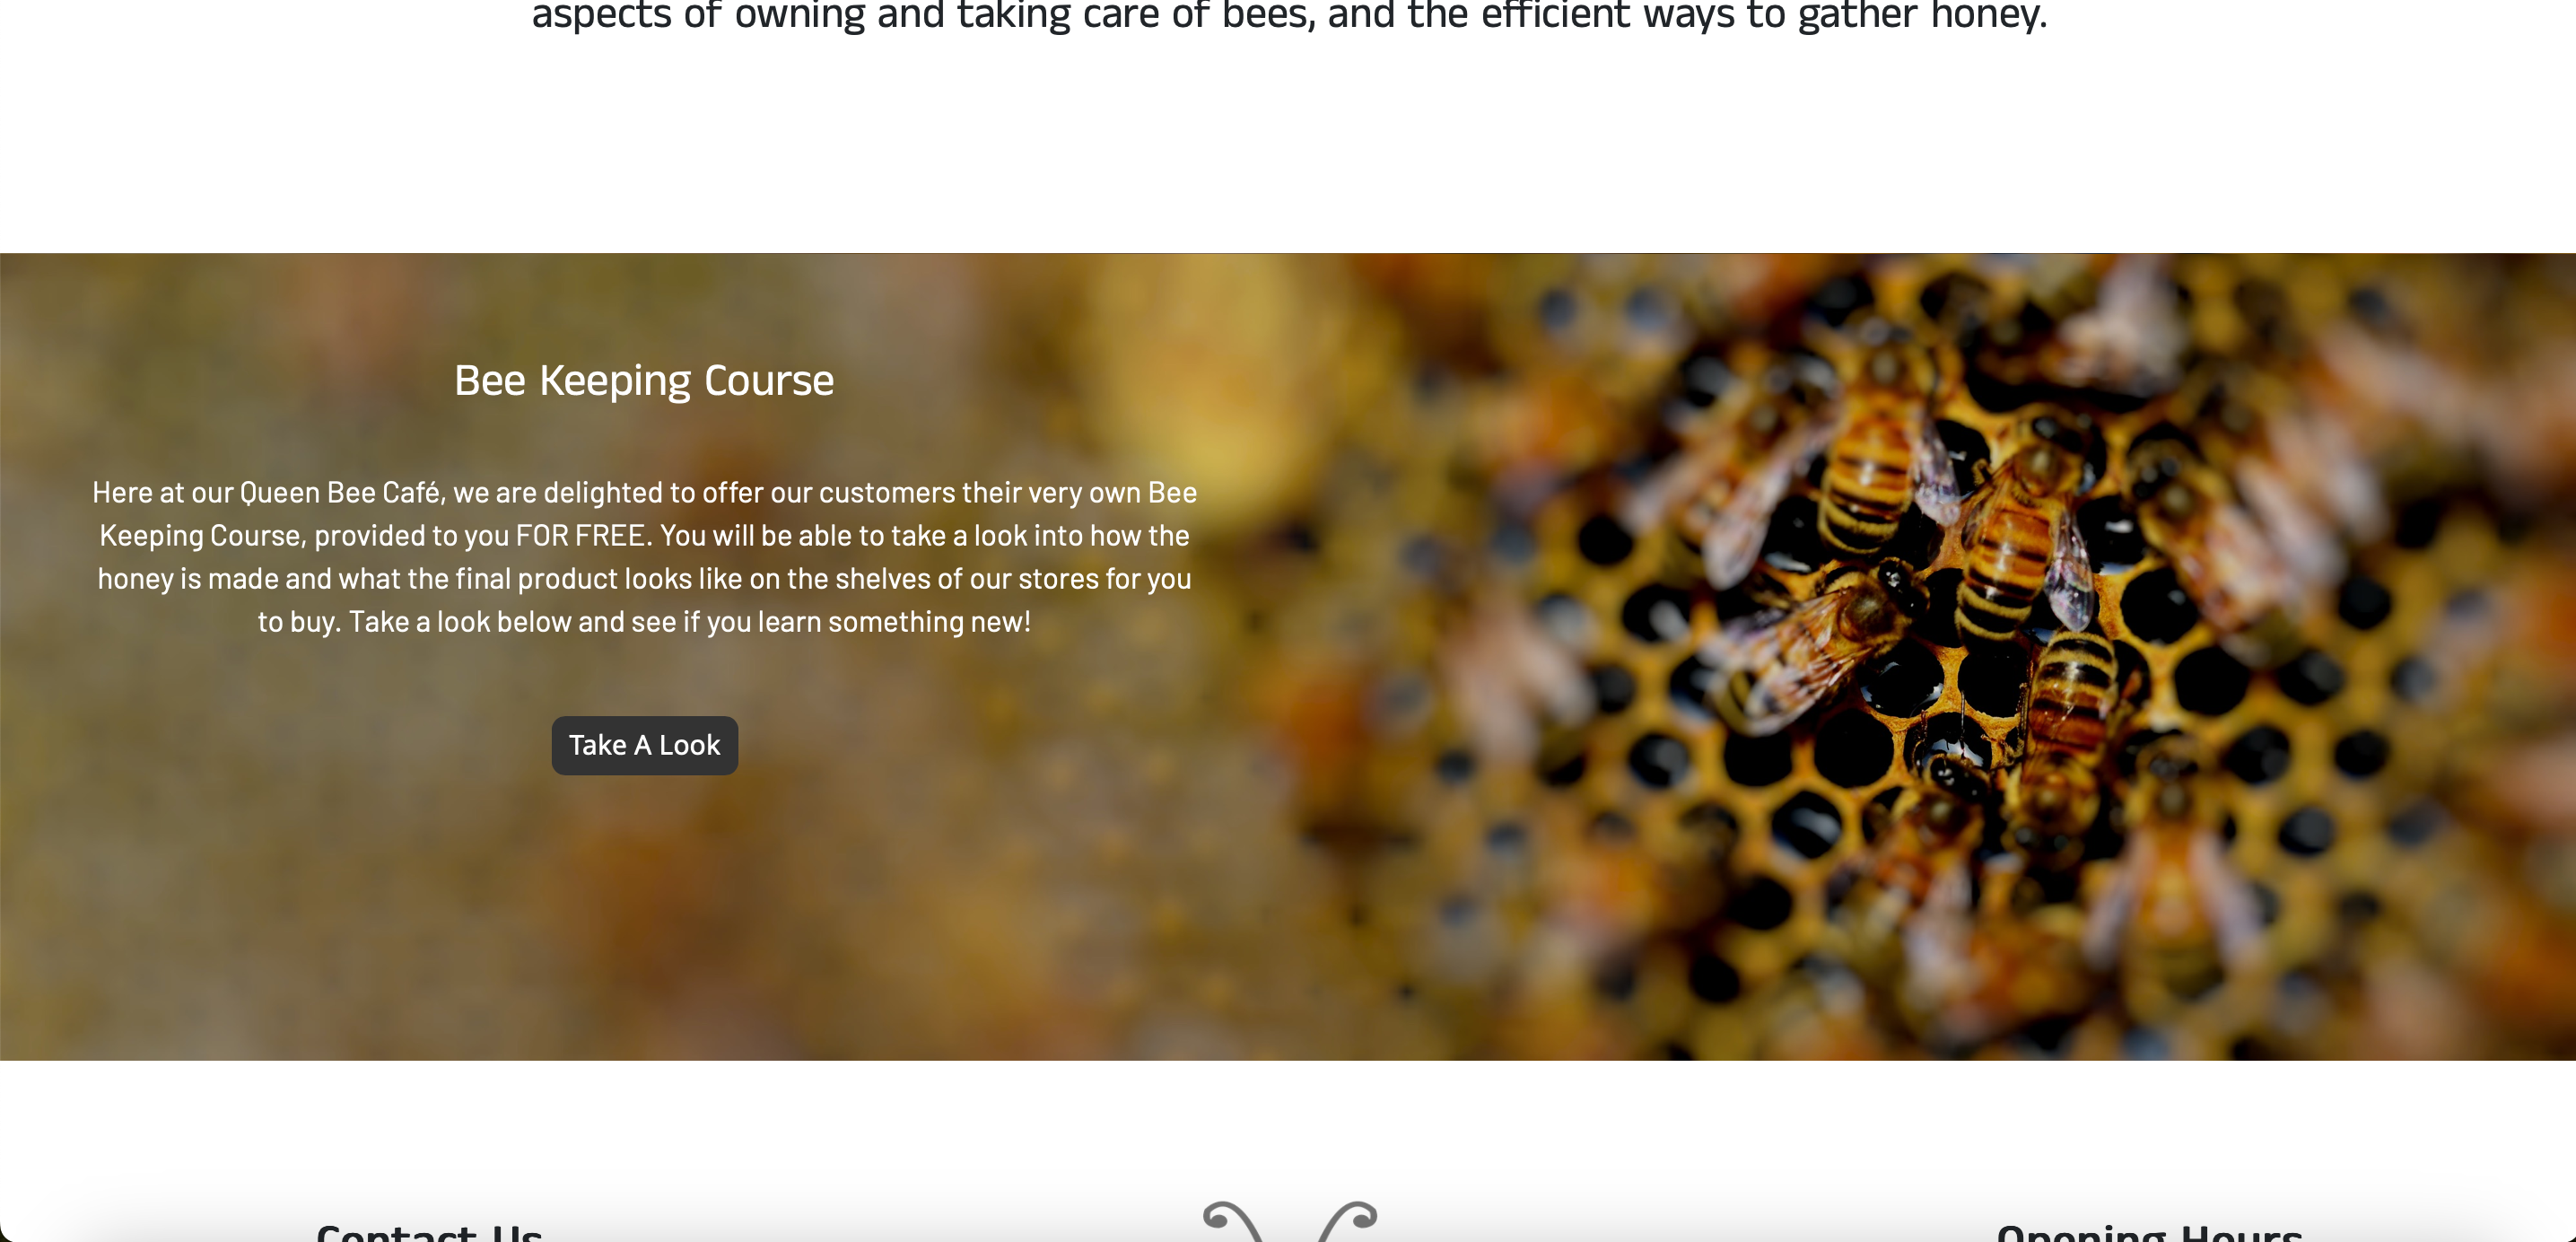 aspects of owning and taking care of bees, and the efficient ways to gather honey.
Bee Keeping Course
Here at our Queen Bee Café, we are delighted to offer our customers their very own Bee
Keeping Course, provided to you FOR FREE. You will be able to take a look into how the
honey is made and what the final product looks like on the shelves of our stores for you
to buy. Take a look below and see if you learn something new!
Take A Look
Contact Us
Opening Hours